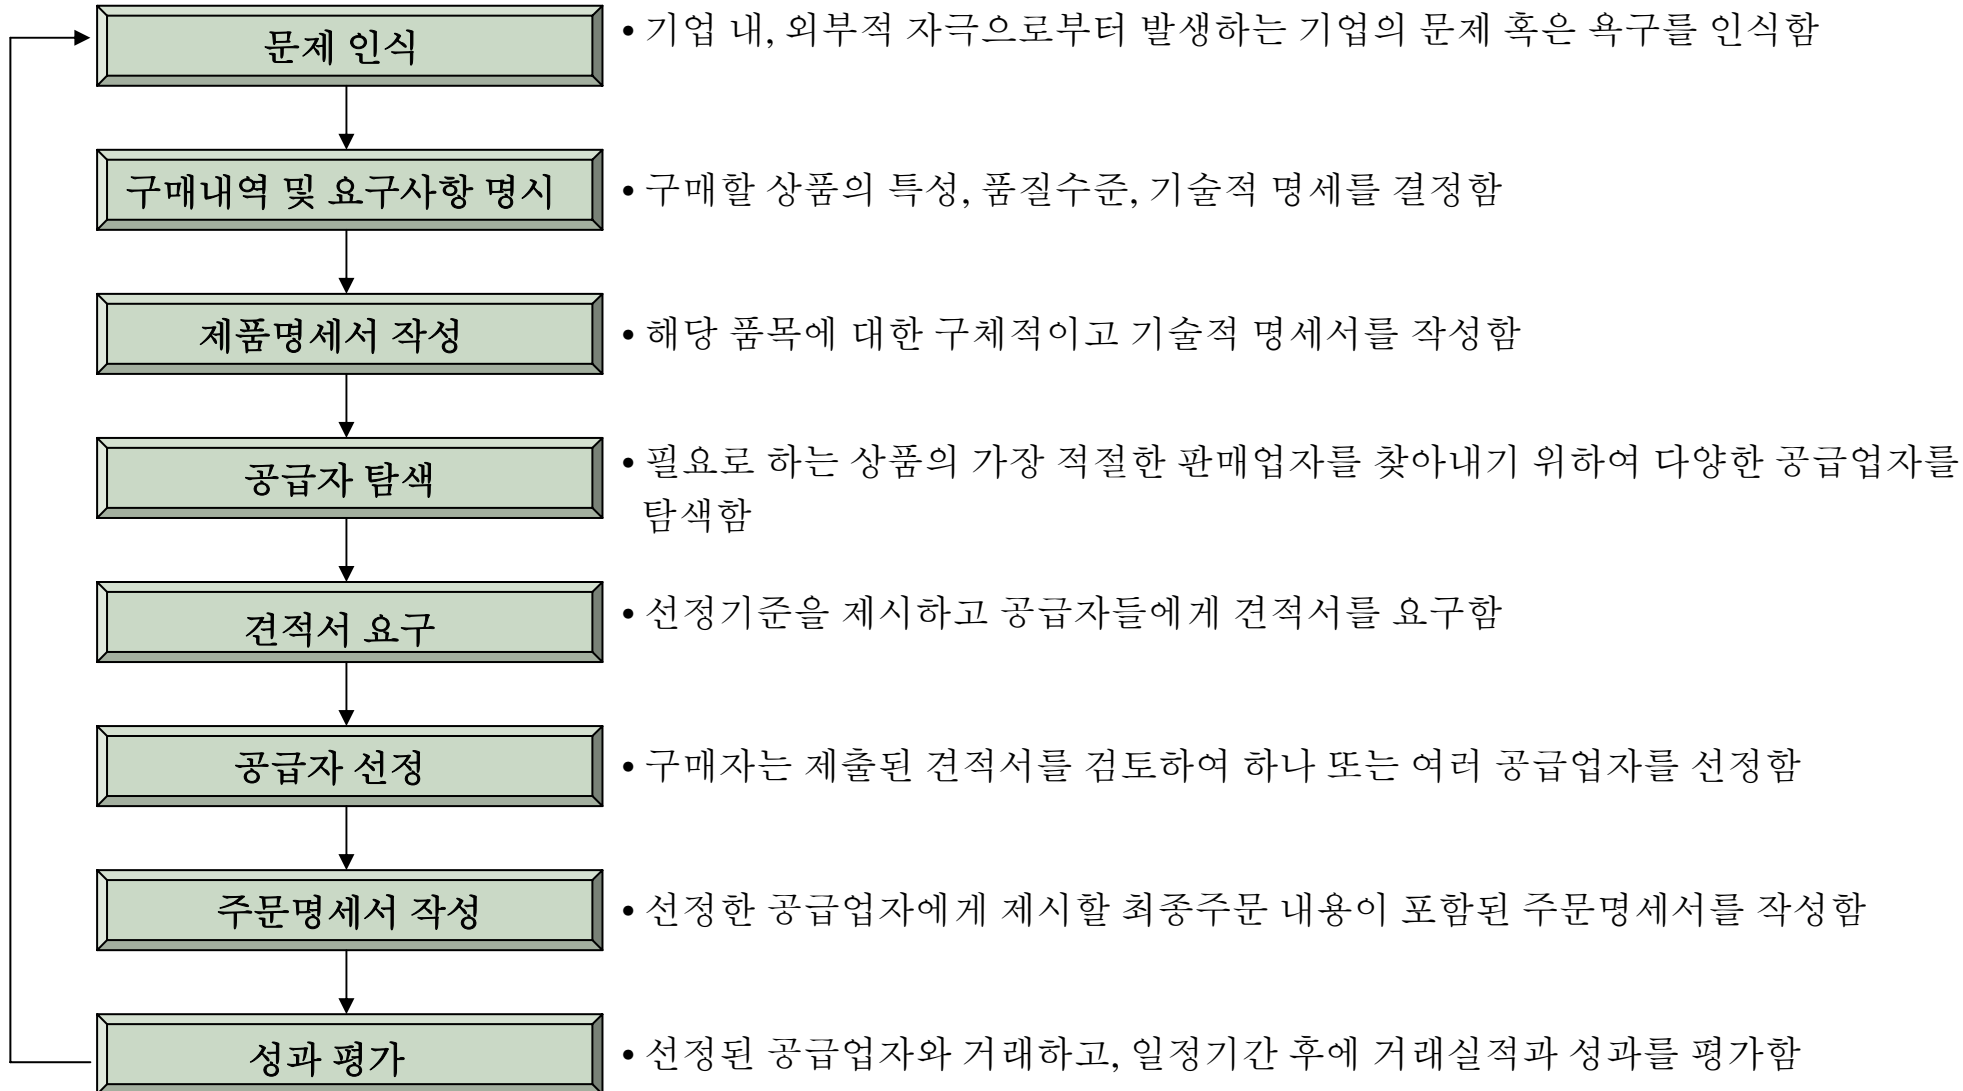 문제 인식
• 기업 내, 외부적 자극으로부터 발생하는 기업의 문제 혹은 욕구를 인식함
구매내역 및 요구사항 명시
• 구매할 상품의 특성, 품질수준, 기술적 명세를 결정함
제품명세서 작성
• 해당 품목에 대한 구체적이고 기술적 명세서를 작성함
공급자 탐색
• 필요로 하는 상품의 가장 적절한 판매업자를 찾아내기 위하여 다양한 공급업자를
탐색함
견적서 요구
• 선정기준을 제시하고 공급자들에게 견적서를 요구함
공급자 선정
• 구매자는 제출된 견적서를 검토하여 하나 또는 여러 공급업자를 선정함
주문명세서 작성
• 선정한 공급업자에게 제시할 최종주문 내용이 포함된 주문명세서를 작성함
성과 평가
• 선정된 공급업자와 거래하고, 일정기간 후에 거래실적과 성과를 평가함